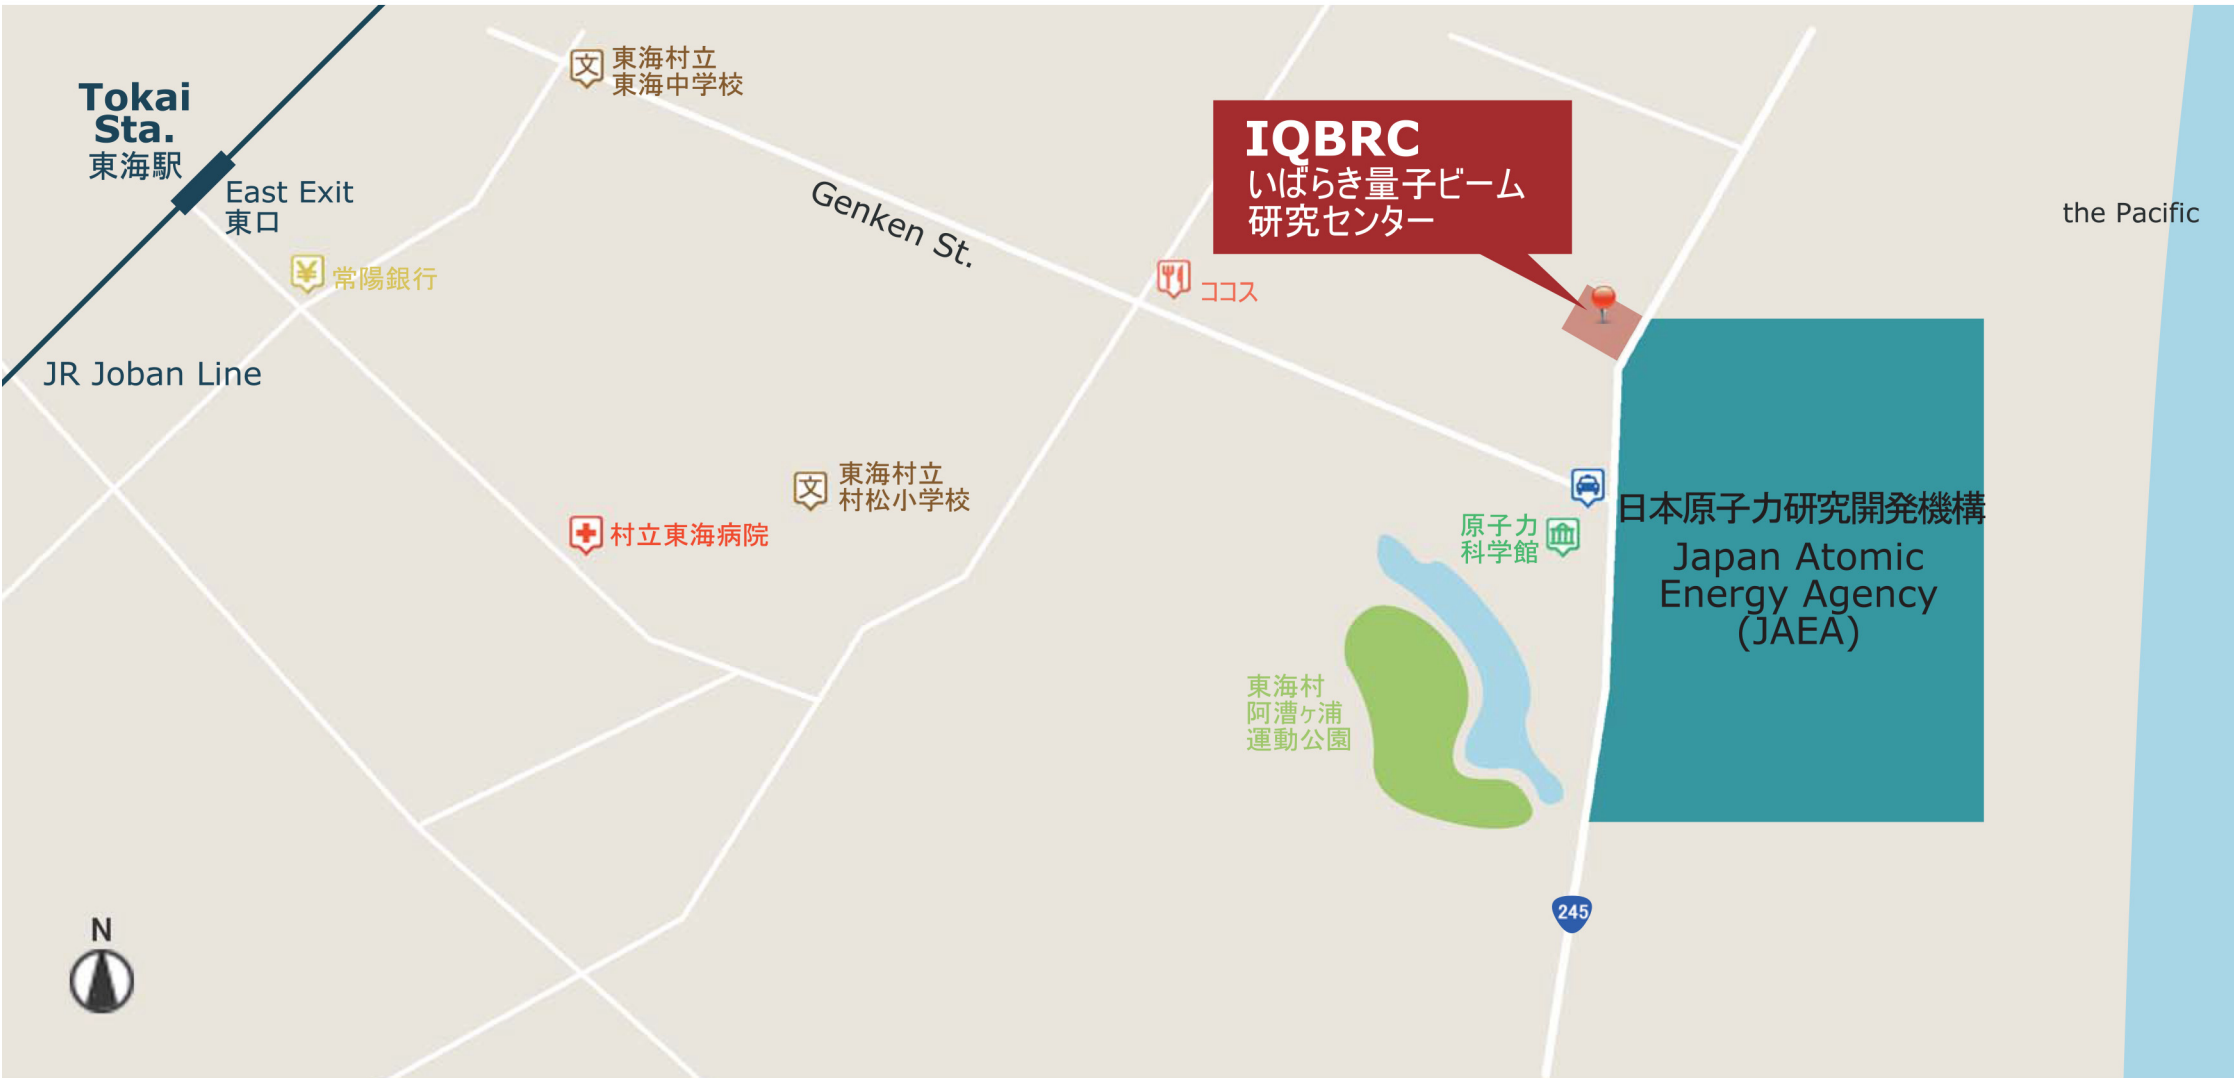 Tokai
Sta.
東海駅
East Exit
東口
JR Joban Line
¥
常陽銀行
文
東海村立
東海中学校
Genken St.
ココス
IQBRC
いばらき量子ビーム
研究センター
the Pacific
文
東海村立
村松小学校
村立東海病院
原子力
科学館
日本原子力研究開発機構
Japan Atomic
Energy Agency
(JAEA)
東海村
阿漕ヶ浦
運動公園
245
N